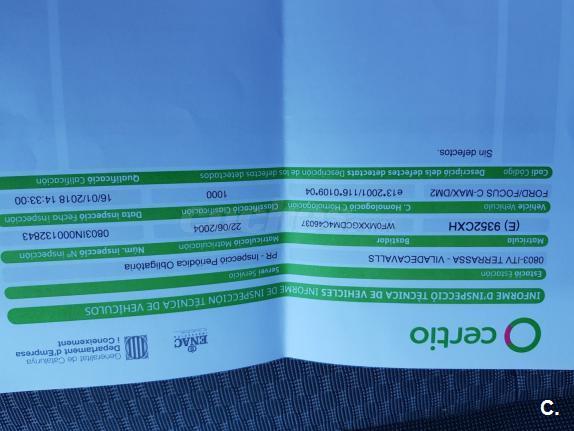 certio
ENAC
Generalitat de Catalunya
Departament d'Empresa
i Coneixement
INFORME D'INSPECCIÓ TÈCNICA DE VEHICLES INFORME DE INSPECCIÓN TÉCNICA DE VEHÍCULOS
Estació Estación
Servei Servicio
0803-ITV TERRASSA - VILADECAVALLS
PR - Inspecció Periòdica Obligatòria
Matrícula
Bastidor
Matriculació Matriculación
Núm. inspecció Nº inspección
(E) 9352CXH
22/06/2004
0803IN000132843
Vehicle Vehículo
C. Homologació C Homologación
Classificació Clasificación
Data inspecció Fecha inspección
FORD/FOCUS C-MAX/DM2
e13*2001/116*0109*04
1000
16/01/2018 14:33:00
Codi Código
Descripció dels defectes detectats Descripción de los defectos detectados
Qualificació Calificación
Sin defectos.
C.